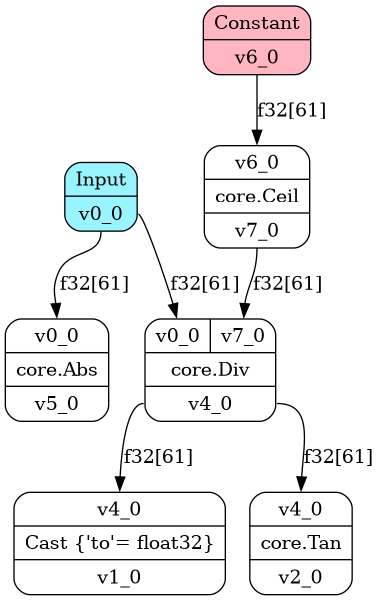 Constant
v6_0
f32[61]
v6_0
core.Ceil
v7_0
Input
v0_0
f32[61]
f32[61]
f32[61]
v0_0
core.Abs
v5_0
v0_0 v7_0
core.Div
v4_0
f32[61]
f32[61]
v4_0
Cast {'to'= float32}
v1_0
v4_0
core.Tan
v2_0